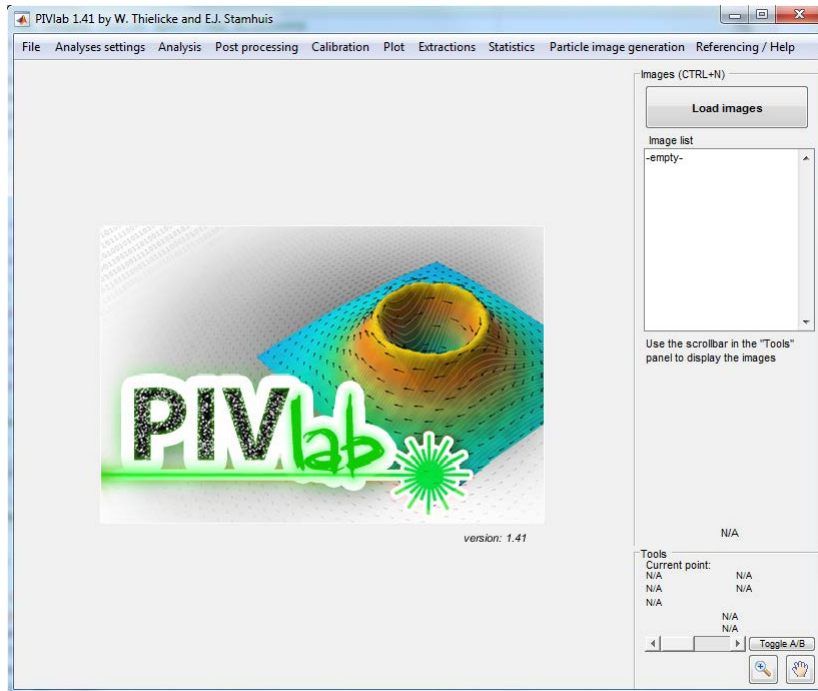 PIVlab 1.41 by W. Thielicke and E.J. Stamhuis
File Analyses settings Analysis Post processing Calibration Plot Extractions Statistics Particle image generation Referencing / Help
Images (CTRL+N)
Load images
Image list
-empty-
Use the scrollbar in the "Tools"
panel to display the images
PIVlab
version: 1.41
N/A
Tools
Current point:
N/A N/A
N/A N/A
N/A
N/A
N/A
Toggle A/B